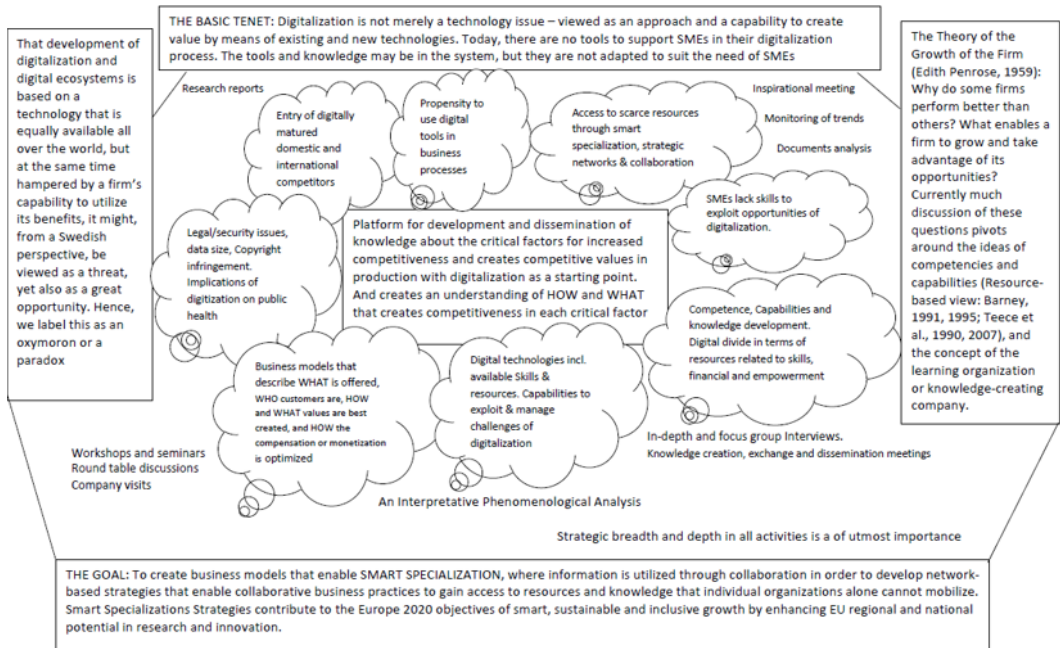 THE BASIC TENET: Digitalization is not merely a technology issue – viewed as an approach and a capability to create
value by means of existing and new technologies. Today, there are no tools to support SMEs in their digitalization
process. The tools and knowledge may be in the system, but they are not adapted to suit the need of SMEs
That development of
digitalization and
digital ecosystems is
based on a
technology that is
equally available all
over the world, but
at the same time
hampered by a firm's
capability to utilize
its benefits, it might,
from a Swedish
perspective, be
viewed as a threat,
yet also as a great
opportunity. Hence,
we label this as an
oxymoron or a
paradox
Research reports
Entry of digitally
matured
domestic and
international
competitors
Propensity to
use digital
tools in
business
processes
Access to scarce resources
through smart
specialization, strategic
networks & collaboration
Inspirational meeting
Monitoring of trends
Documents analysis
SMEs lack skills to
exploit opportunities of
digitalization.
Legal/security issues,
data size, Copyright
infringement.
Implications of
digitization on public
health
Platform for development and dissemination of
knowledge about the critical factors for increased
competitiveness and creates competitive values in
production with digitalization as a starting point.
And creates an understanding of HOW and WHAT
that creates competitiveness in each critical factor
Competence, Capabilities and
knowledge development.
Digital divide in terms of
resources related to skills,
financial and empowerment
Business models that
describe WHAT is offered,
WHO customers are, HOW
and WHAT values are best
created, and HOW the
compensation or monetization
is optimized
Digital technologies incl.
available Skills &
resources. Capabilities to
exploit & manage
challenges of
digitalization
The Theory of the
Growth of the Firm
(Edith Penrose, 1959):
Why do some firms
perform better than
others? What enables a
firm to grow and take
advantage of its
opportunities?
Currently much
discussion of these
questions pivots
around the ideas of
competencies and
capabilities (Resource-
based view: Barney,
1991, 1995; Teece et
al., 1990, 2007), and
the concept of the
learning organization
or knowledge-creating
company.
Workshops and seminars
Round table discussions
Company visits
In-depth and focus group Interviews.
Knowledge creation, exchange and dissemination meetings
An Interpretative Phenomenological Analysis
Strategic breadth and depth in all activities is a of utmost importance
THE GOAL: To create business models that enable SMART SPECIALIZATION, where information is utilized through collaboration in order to develop network-
based strategies that enable collaborative business practices to gain access to resources and knowledge that individual organizations alone cannot mobilize.
Smart Specializations Strategies contribute to the Europe 2020 objectives of smart, sustainable and inclusive growth by enhancing EU regional and national
potential in research and innovation.